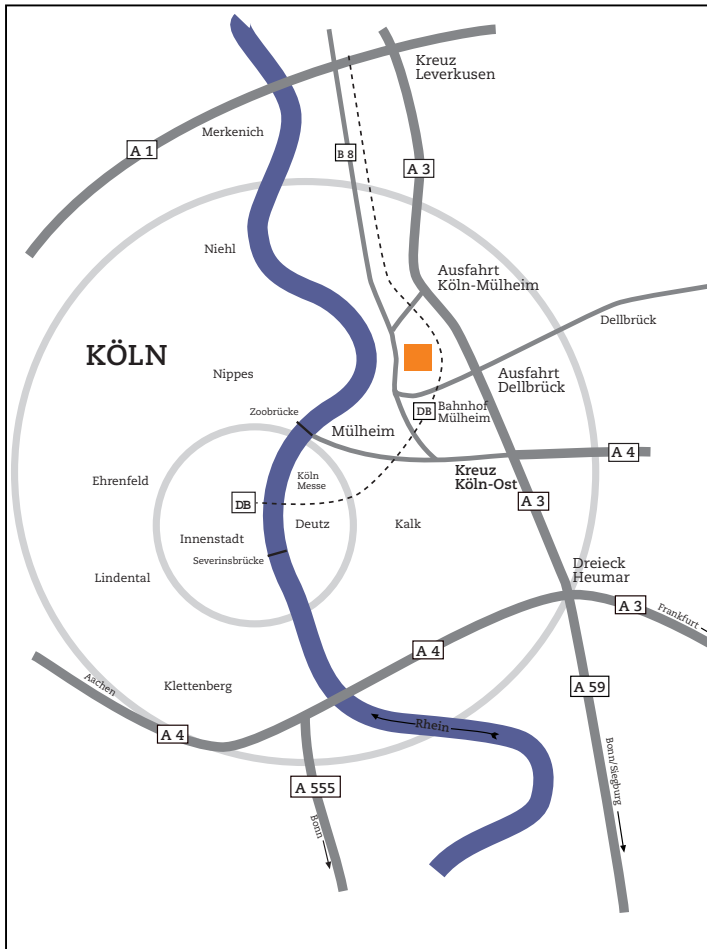 Kreuz
Leverkusen
Merkenich
A 1
B 8
A 3
Niehl
Ausfahrt
Köln-Mülheim
Dellbrück
KÖLN
Nippes
Ausfahrt
Dellbrück
Zoobrücke
DB
Bahnhof
Mülheim
Mülheim
A 4
Kreuz
Köln-Ost
Köln
Messe
Ehrenfeld
DB
A 3
Deutz
Kalk
Innenstadt
Severinsbrücke
Dreieck
Heumar
Lindental
A 3
Frankfurt
A 4
Aachen
Klettenberg
A 59
Rhein
A 4
Bonn/Siegburg
A 555
Bonn